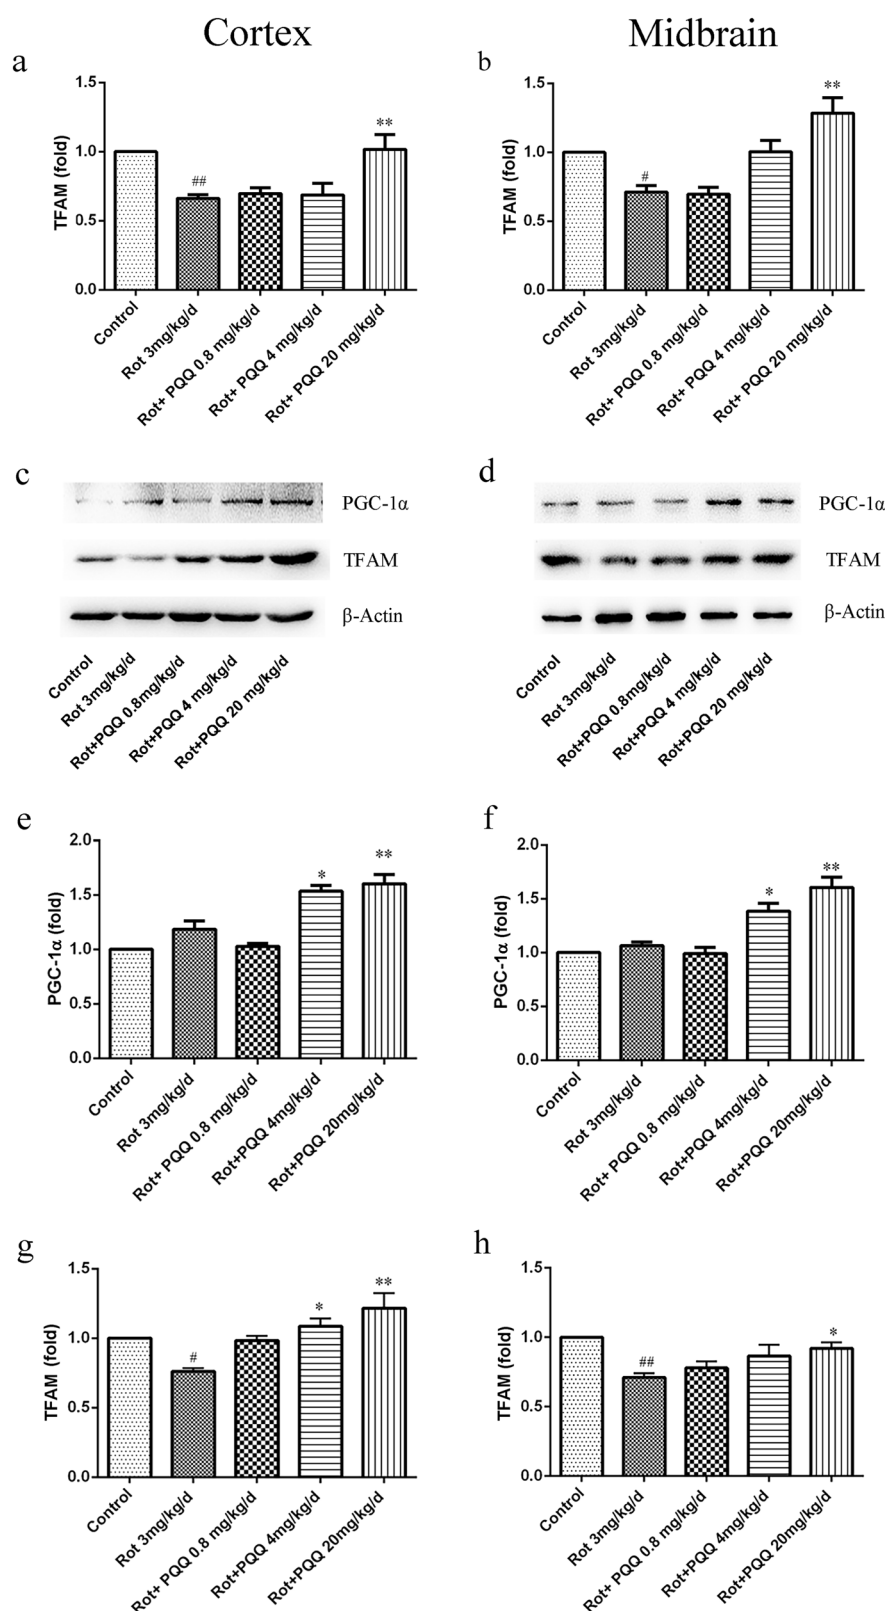 Cortex
Midbrain
a
TFAM (fold)
1.5
1.0
0.5
0.0
##
**
Control
Rot 3mg/kg/d
Rot+ PQQ 0.8 mg/kg/d
Rot+ PQQ 4 mg/kg/d
Rot+ PQQ 20 mg/kg/d
b
TFAM (fold)
1.5
1.0
0.5
0.0
#
**
Control
Rot 3mg/kg/d
Rot+ PQQ 0.8 mg/kg/d
Rot+ PQQ 4 mg/kg/d
Rot+ PQQ 20 mg/kg/d
c
PGC-1α
TFAM
β-Actin
Control
Rot 3mg/kg/d
Rot+PQQ 0.8mg/kg/d
Rot+PQQ 4 mg/kg/d
Rot+PQQ 20 mg/kg/d
d
PGC-1α
TFAM
β-Actin
Control
Rot 3mg/kg/d
Rot+PQQ 0.8mg/kg/d
Rot+PQQ 4 mg/kg/d
Rot+PQQ 20 mg/kg/d
e
PGC-1α (fold)
2.0
1.5
1.0
0.5
0.0
*
**
Control
Rot 3mg/kg/d
Rot+ PQQ 0.8 mg/kg/d
Rot+PQQ 4mg/kg/d
Rot+PQQ 20mg/kg/d
f
PGC-1α (fold)
2.0
1.5
1.0
0.5
0.0
*
**
Control
Rot 3mg/kg/d
Rot+ PQQ 0.8 mg/kg/d
Rot+PQQ 4mg/kg/d
Rot+PQQ 20mg/kg/d
g
TFAM (fold)
1.5
1.0
0.5
0.0
#
*
**
Control
Rot 3mg/kg/d
Rot+ PQQ 0.8 mg/kg/d
Rot+PQQ 4mg/kg/d
Rot+PQQ 20mg/kg/d
h
TFAM (fold)
1.5
1.0
0.5
0.0
##
*
Control
Rot 3mg/kg/d
Rot+ PQQ 0.8 mg/kg/d
Rot+PQQ 4mg/kg/d
Rot+PQQ 20mg/kg/d